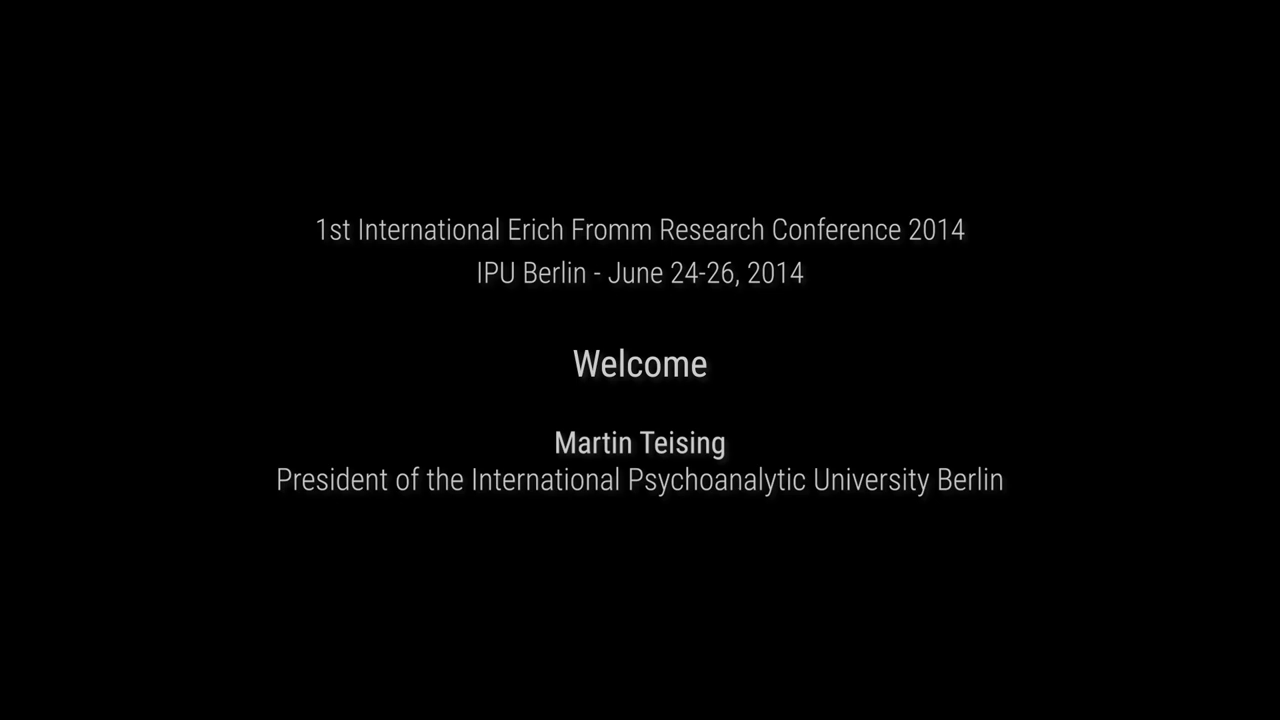 1st International Erich Fromm Research Conference 2014
IPU Berlin - June 24-26, 2014
Welcome
Martin Teising
President of the International Psychoanalytic University Berlin